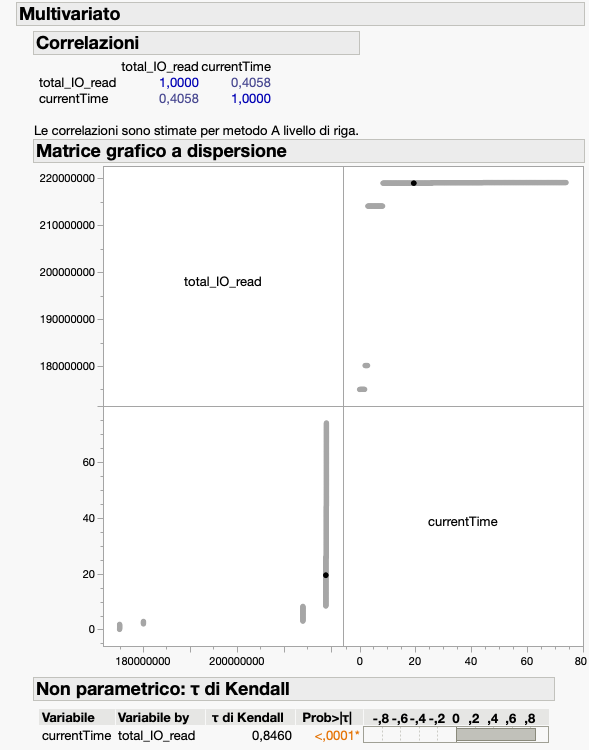 Multivariato
Correlazioni
total_IO_read currentTime
total_IO_read 1,0000 0,4058
currentTime 0,4058 1,0000
Le correlazioni sono stimate per metodo A livello di riga.
Matrice grafico a dispersione
220000000
210000000
200000000
190000000
180000000
total_IO_read
60
40
20
0
currentTime
180000000 200000000 0 20 40 60 80
Non parametrico: τ di Kendall
Variabile Variabile by τ di Kendall Prob>|τ| -,8 -,6 -,4 -,2 0 ,2 ,4 ,6 ,8
currentTime total_IO_read 0,8460 <,0001*